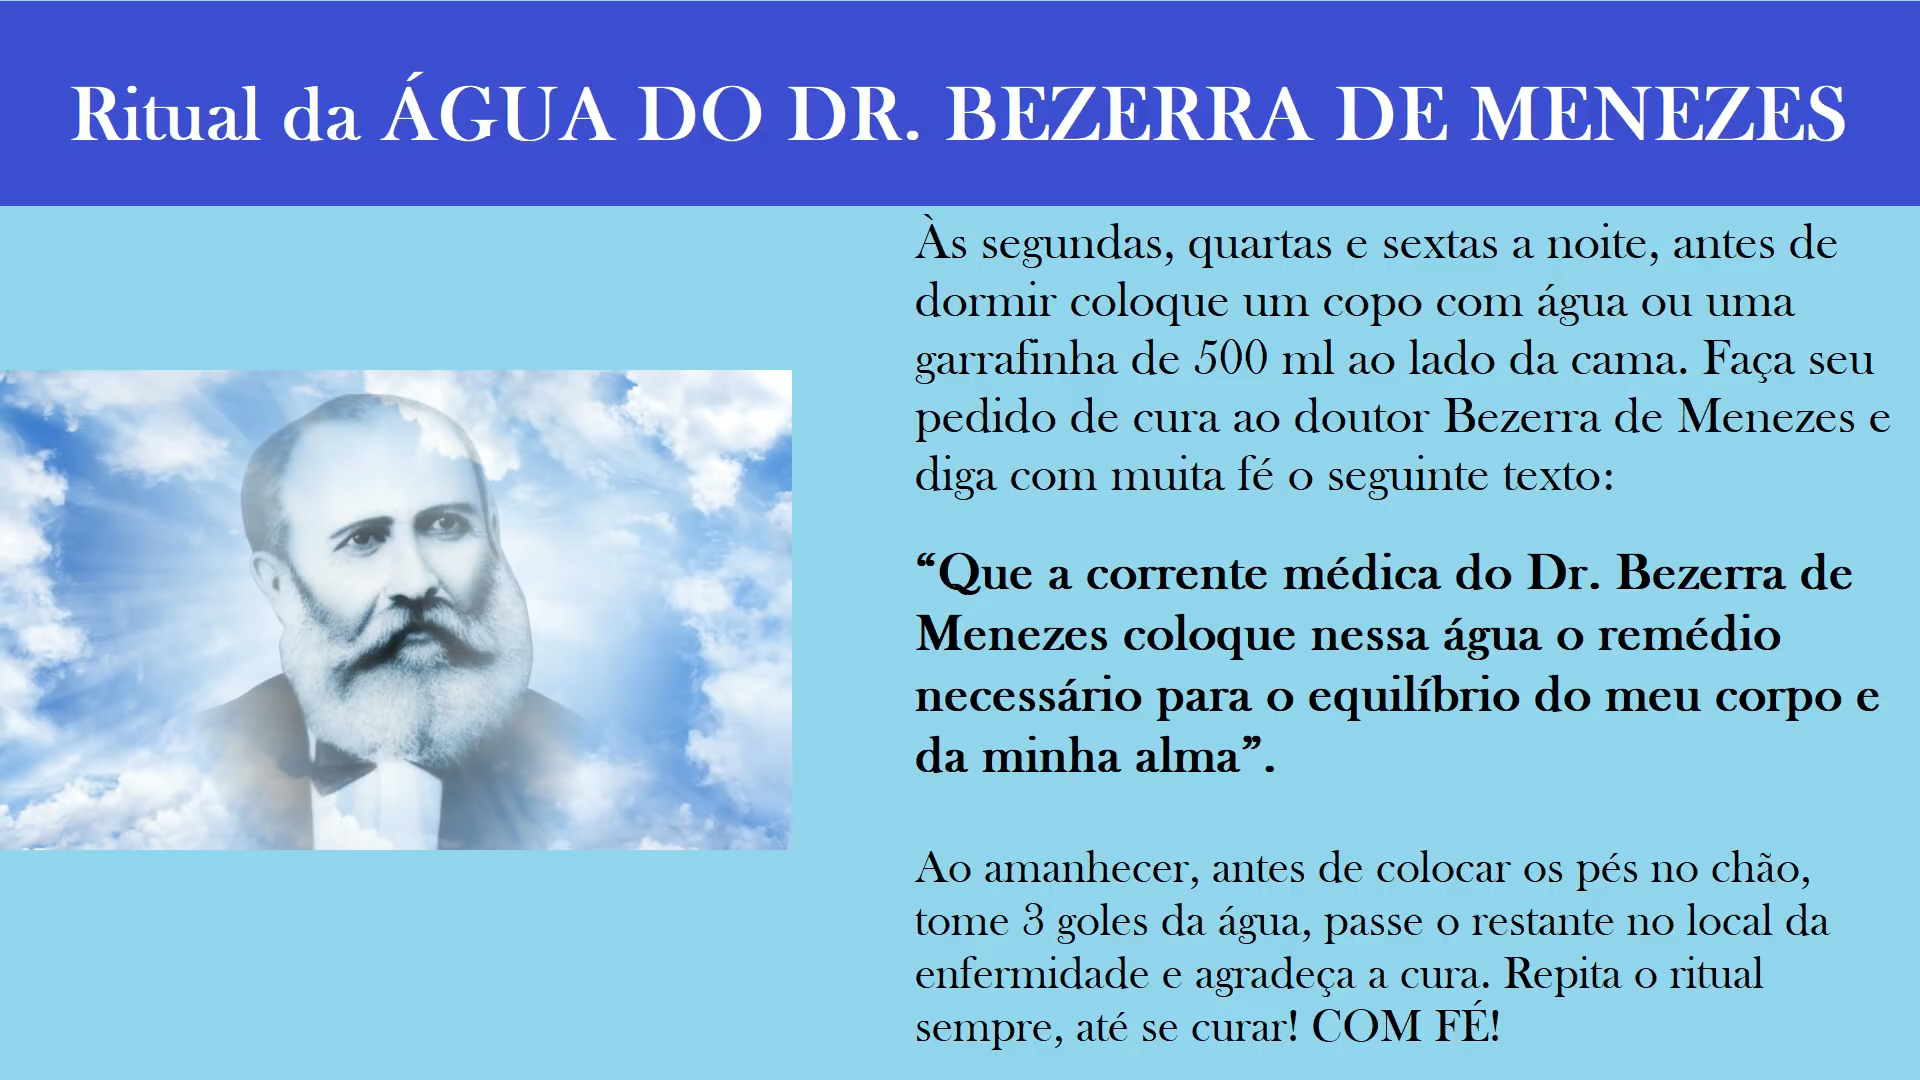 Ritual da ÁGUA DO DR. BEZERRA DE MENEZES
Às segundas, quartas e sextas a noite, antes de
dormir coloque um copo com água ou uma
garrafinha de 500 ml ao lado da cama. Faça seu
pedido de cura ao doutor Bezerra de Menezes e
diga com muita fé o seguinte texto:
“Que a corrente médica do Dr. Bezerra de
Menezes coloque nessa água o remédio
necessário para o equilíbrio do meu corpo e
da minha alma”.
Ao amanhecer, antes de colocar os pés no chão,
tome 3 goles da água, passe o restante no local da
enfermidade e agradeça a cura. Repita o ritual
sempre, até se curar! COM FÉ!